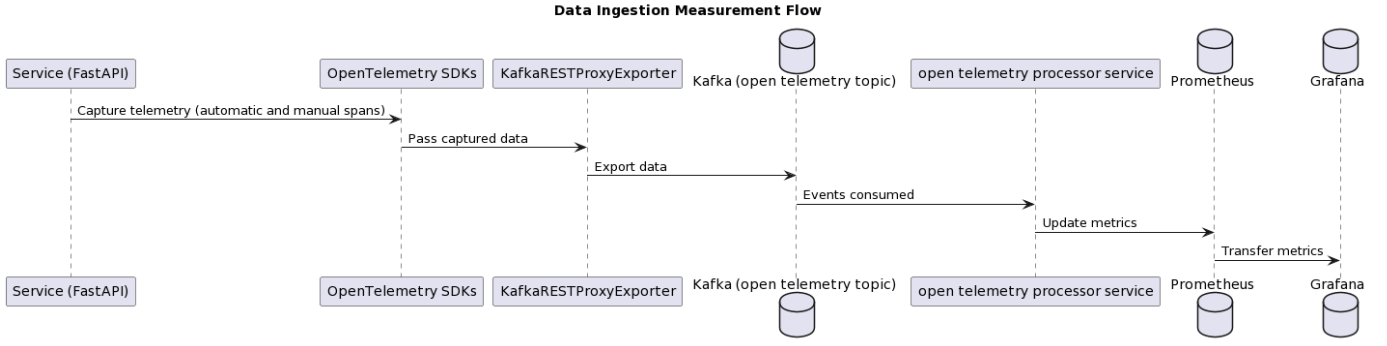 Data Ingestion Measurement Flow
Service (FastAPI)
OpenTelemetry SDKs
KafkaRESTProxyExporter
Kafka (open telemetry topic)
open telemetry processor service
Prometheus
Grafana
Capture telemetry (automatic and manual spans)
Pass captured data
Export data
Events consumed
Update metrics
Transfer metrics
Service (FastAPI)
OpenTelemetry SDKs
KafkaRESTProxyExporter
Kafka (open telemetry topic)
open telemetry processor service
Prometheus
Grafana